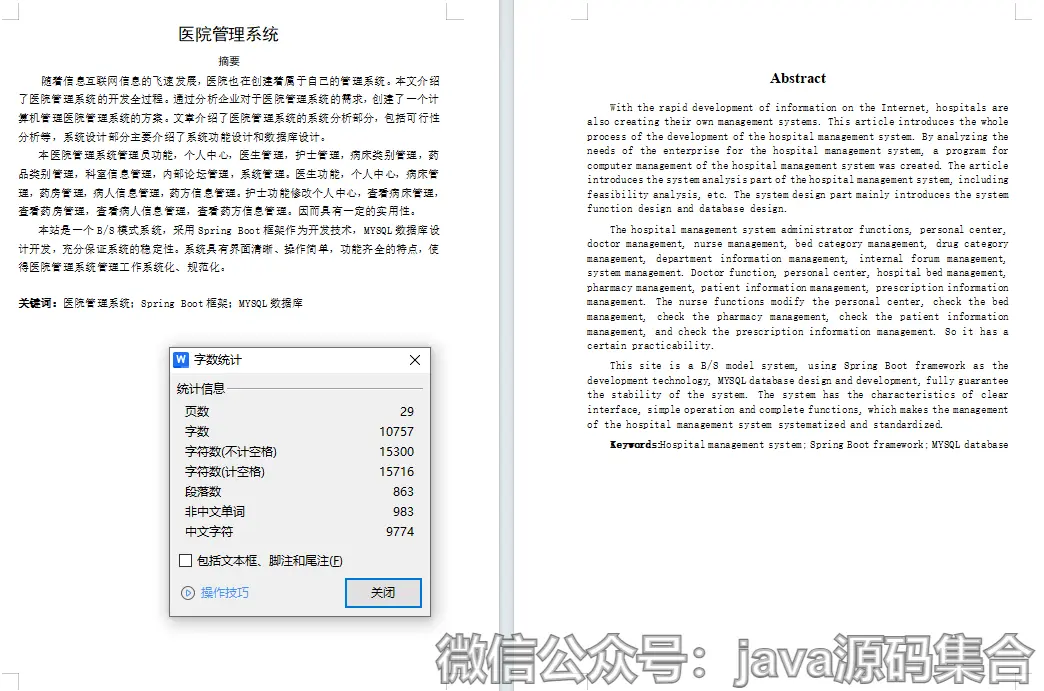 医院管理系统
摘要
随着信息互联网信息的飞速发展，医院也在创建着属于自己的管理系统。本文介绍
了医院管理系统的开发全过程。通过分析企业对于医院管理系统的需求，创建了一个计
算机管理医院管理系统的方案。文章介绍了医院管理系统的系统分析部分，包括可行性
分析等，系统设计部分主要介绍了系统功能设计和数据库设计。
本医院管理系统管理员功能，个人中心，医生管理，护士管理，病床类别管理，药
品类别管理，科室信息管理，内部论坛管理，系统管理。医生功能，个人中心，病床管
理，药房管理，病人信息管理，药方信息管理。护士功能修改个人中心，查看病床管理，
查看药房管理，查看病人信息管理，查看药方信息管理。因而具有一定的实用性。
本站是一个 B/S 模式系统，采用 Spring Boot 框架作为开发技术，MYSQL 数据库设
计开发，充分保证系统的稳定性。系统具有界面清晰、操作简单，功能齐全的特点，使
得医院管理系统管理工作系统化、规范化。
关键词：医院管理系统；Spring Boot 框架；MYSQL 数据库
字数统计
统计信息
页数 29
字数 10757
字符数(不计空格) 15300
字符数(计空格) 15716
段落数 863
非中文单词 983
中文字符 9774
包括文本框、脚注和尾注(F)
操作技巧
关闭
Abstract
With the rapid development of information on the Internet, hospitals are
also creating their own management systems. This article introduces the whole
process of the development of the hospital management system. By analyzing the
needs of the enterprise for the hospital management system, a program for
computer management of the hospital management system was created. The article
introduces the system analysis part of the hospital management system, including
feasibility analysis, etc. The system design part mainly introduces the system
function design and database design.
The hospital management system administrator functions, personal center,
doctor management, nurse management, bed category management, drug category
management, department information management, internal forum management,
system management. Doctor function, personal center, hospital bed management,
pharmacy management, patient information management, prescription information
management. The nurse functions modify the personal center, check the bed
management, check the pharmacy management, check the patient information
management, and check the prescription information management. So it has a
certain practicability.
This site is a B/S model system, using Spring Boot framework as the
development technology, MYSQL database design and development, fully guarantee
the stability of the system. The system has the characteristics of clear
interface, simple operation and complete functions, which makes the management
of the hospital management system systematized and standardized.
Keywords:Hospital management system; Spring Boot framework; MYSQL database
微信公众号：java源码集合